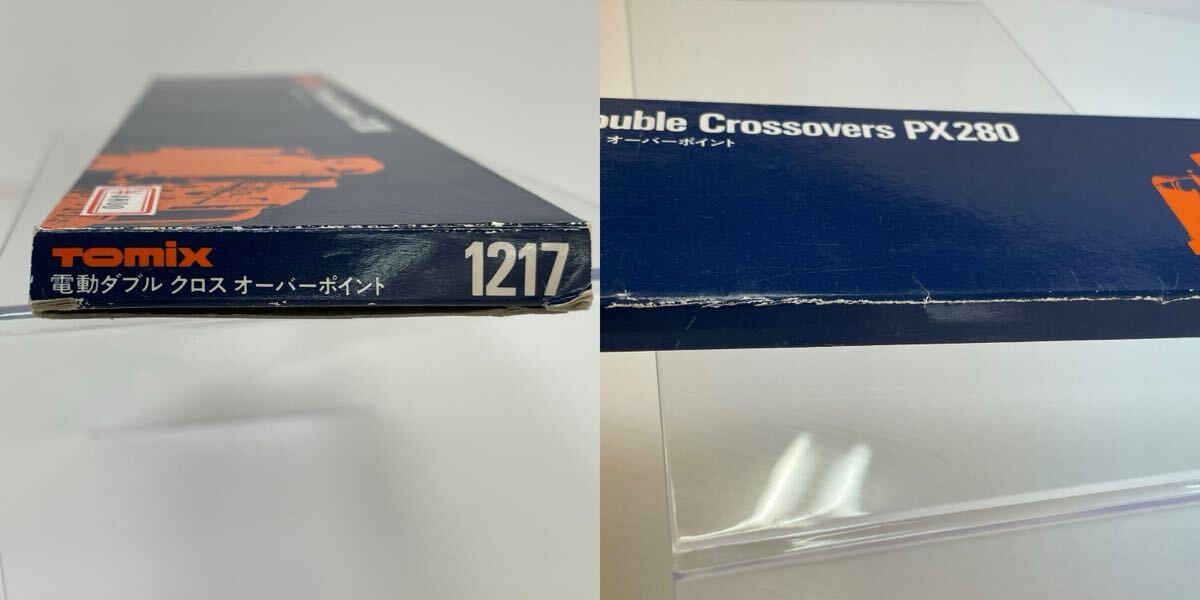 TOMIX
電動ダブル クロス オーバーポイント
1217
ouble Crossovers PX280
オーバーポイント